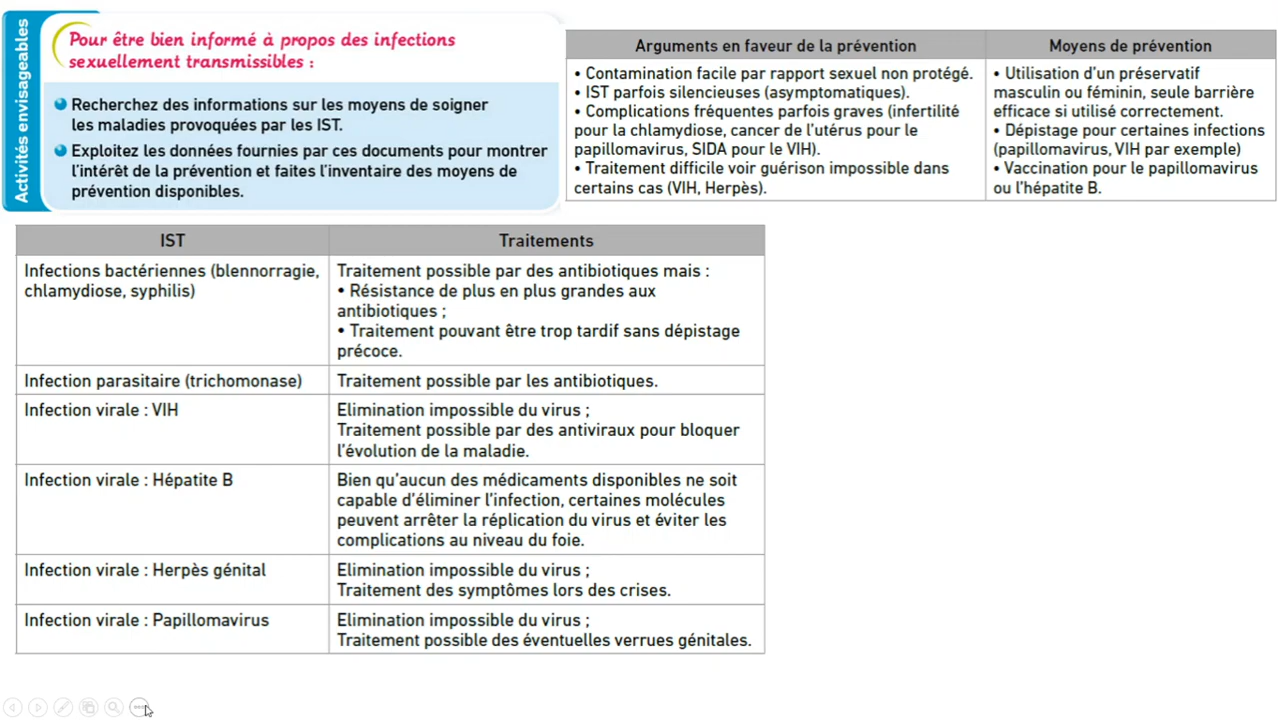 Activités envisageables
Pour être bien informé à propos des infections
sexuellement transmissibles :
Recherchez des informations sur les moyens de soigner
les maladies provoquées par les IST.
Exploitez les données fournies par ces documents pour montrer
l'intérêt de la prévention et faites l'inventaire des moyens de
prévention disponibles.
Arguments en faveur de la prévention
• Contamination facile par rapport sexuel non protégé.
• IST parfois silencieuses (asymptomatiques).
• Complications fréquentes parfois graves (infertilité
pour la chlamydiose, cancer de l'utérus pour le
papillomavirus, SIDA pour le VIH).
• Traitement difficile voir guérison impossible dans
certains cas (VIH, Herpès).
Moyens de prévention
• Utilisation d'un préservatif
masculin ou féminin, seule barrière
efficace si utilisé correctement.
• Dépistage pour certaines infections
(papillomavirus, VIH par exemple)
• Vaccination pour le papillomavirus
ou l'hépatite B.
IST
Traitements
Infections bactériennes (blennorragie,
chlamydiose, syphilis)
Traitement possible par des antibiotiques mais :
• Résistance de plus en plus grandes aux
antibiotiques ;
• Traitement pouvant être trop tardif sans dépistage
précoce.
Infection parasitaire (trichomonase)
Traitement possible par les antibiotiques.
Infection virale : VIH
Elimination impossible du virus ;
Traitement possible par des antiviraux pour bloquer
l'évolution de la maladie.
Infection virale : Hépatite B
Bien qu'aucun des médicaments disponibles ne soit
capable d'éliminer l'infection, certaines molécules
peuvent arrêter la réplication du virus et éviter les
complications au niveau du foie.
Infection virale : Herpès génital
Elimination impossible du virus ;
Traitement des symptômes lors des crises.
Infection virale : Papillomavirus
Elimination impossible du virus ;
Traitement possible des éventuelles verrues génitales.